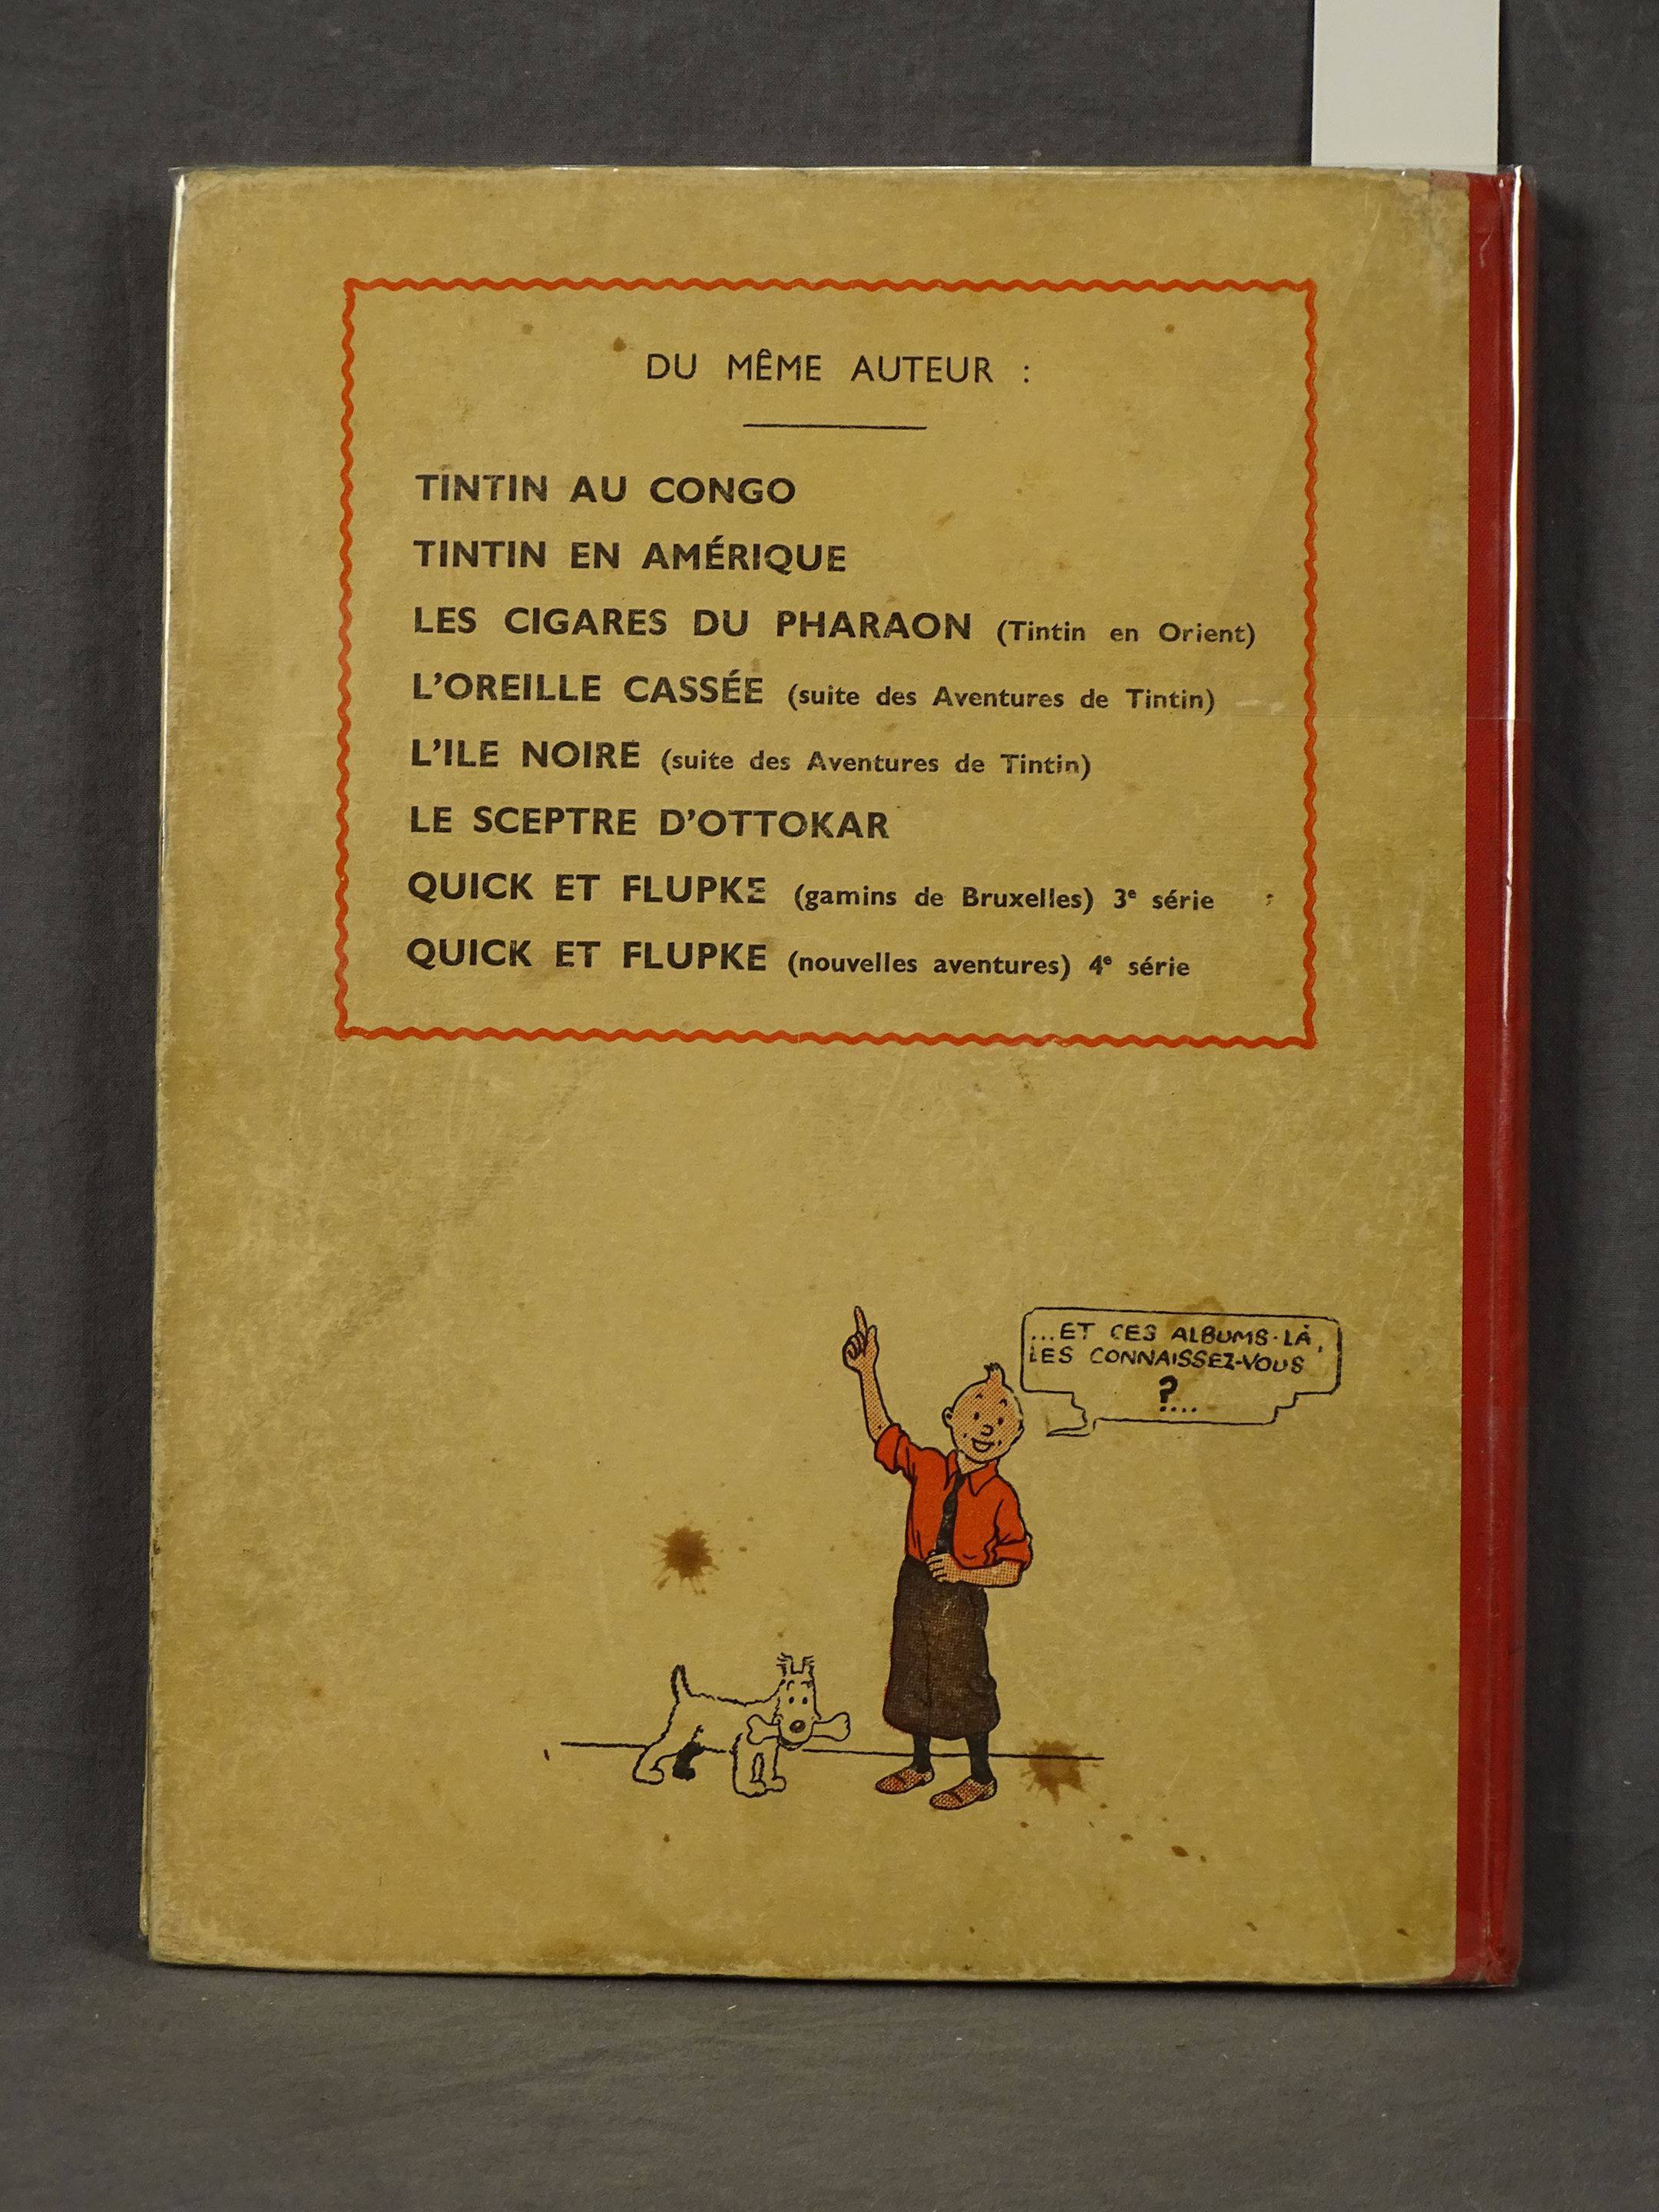 DU MÊME AUTEUR :
TINTIN AU CONGO
TINTIN EN AMÉRIQUE
LES CIGARES DU PHARAON (Tintin en Orient)
L'OREILLE CASSÉE (suite des Aventures de Tintin)
L'ILE NOIRE (suite des Aventures de Tintin)
LE SCEPTRE D'OTTOKAR
QUICK ET FLUPKE (gamins de Bruxelles) 3e série
QUICK ET FLUPKE (nouvelles aventures) 4e série
...ET CES ALBUMS-LÀ,
LES CONNAISSEZ-VOUS
?...